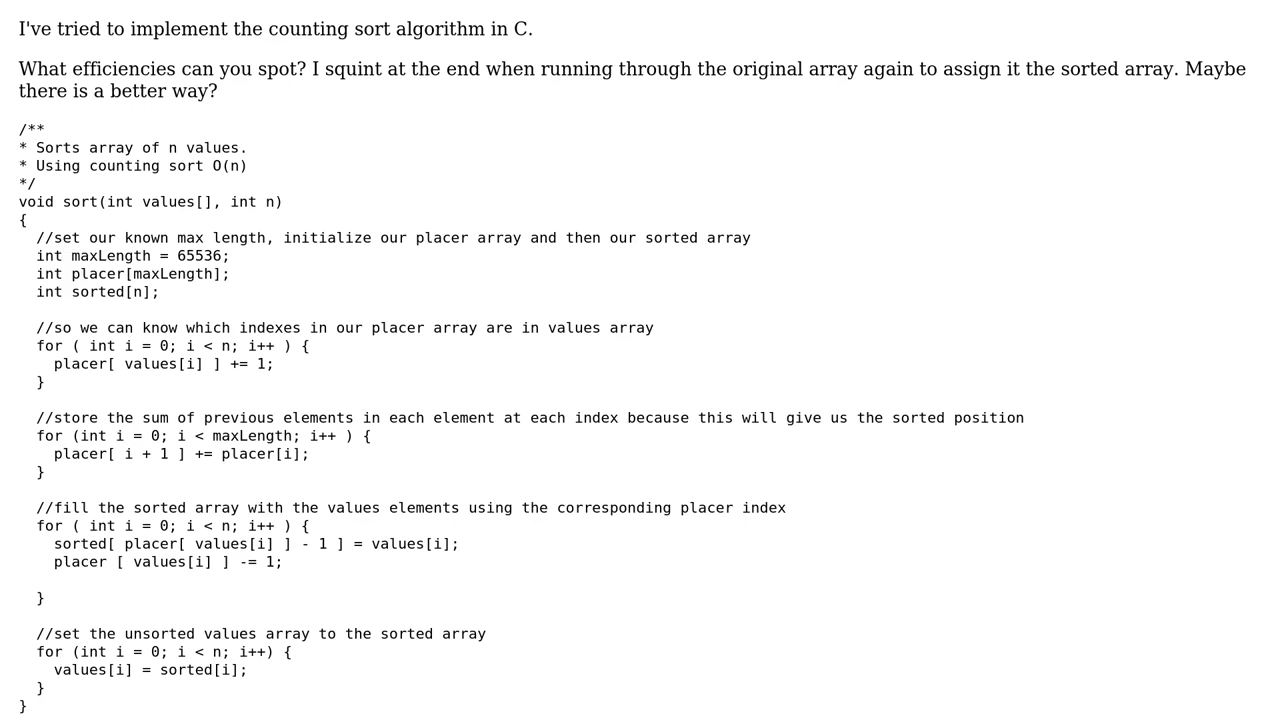 I've tried to implement the counting sort algorithm in C.
What efficiencies can you spot? I squint at the end when running through the original array again to assign it the sorted array. Maybe
there is a better way?
/**
* Sorts array of n values.
* Using counting sort O(n)
*/
void sort(int values[], int n)
{
  //set our known max length, initialize our placer array and then our sorted array
  int maxLength = 65536;
  int placer[maxLength];
  int sorted[n];

  //so we can know which indexes in our placer array are in values array
  for ( int i = 0; i < n; i++ ) {
    placer[ values[i] ] += 1;
  }

  //store the sum of previous elements in each element at each index because this will give us the sorted position
  for (int i = 0; i < maxLength; i++ ) {
    placer[ i + 1 ] += placer[i];
  }

  //fill the sorted array with the values elements using the corresponding placer index
  for ( int i = 0; i < n; i++ ) {
    sorted[ placer[ values[i] ] - 1 ] = values[i];
    placer [ values[i] ] -= 1;

  }

  //set the unsorted values array to the sorted array
  for (int i = 0; i < n; i++) {
    values[i] = sorted[i];
  }
}